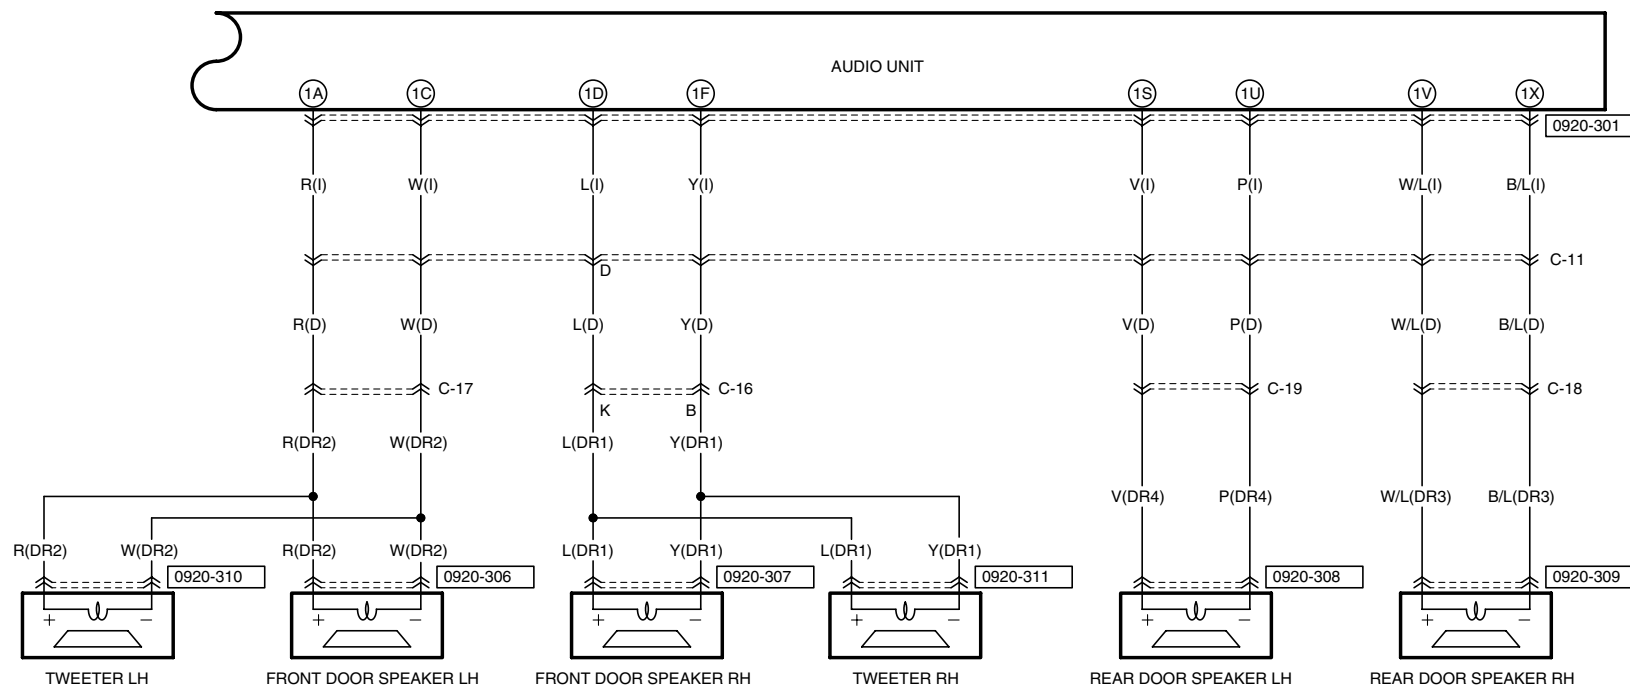 AUDIO UNIT
1A 1C 1D 1F 1S 1U 1V 1X
0920-301
R(I) W(I) L(I) Y(I) V(I) P(I) W/L(I) B/L(I)
C-11
D
R(D) W(D) L(D) Y(D) V(D) P(D) W/L(D) B/L(D)
C-17 C-16 C-19 C-18
K B
R(DR2) W(DR2) L(DR1) Y(DR1)
V(DR4) P(DR4) W/L(DR3) B/L(DR3)
R(DR2) W(DR2) R(DR2) W(DR2) L(DR1) Y(DR1) L(DR1) Y(DR1)
0920-310 0920-306 0920-307 0920-311 0920-308 0920-309
+ − + − + − + − + − + −
TWEETER LH FRONT DOOR SPEAKER LH FRONT DOOR SPEAKER RH TWEETER RH REAR DOOR SPEAKER LH REAR DOOR SPEAKER RH